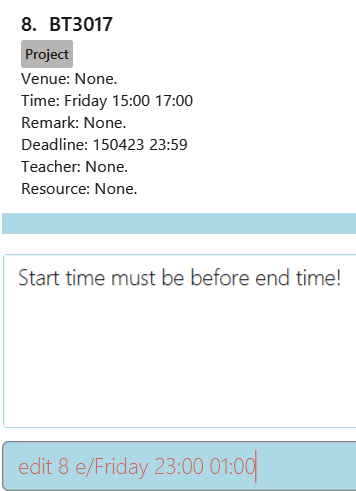 8. BT3017
Project
Venue: None.
Time: Friday 15:00 17:00
Remark: None.
Deadline: 150423 23:59
Teacher: None.
Resource: None.
Start time must be before end time!
edit 8 e/Friday 23:00 01:00